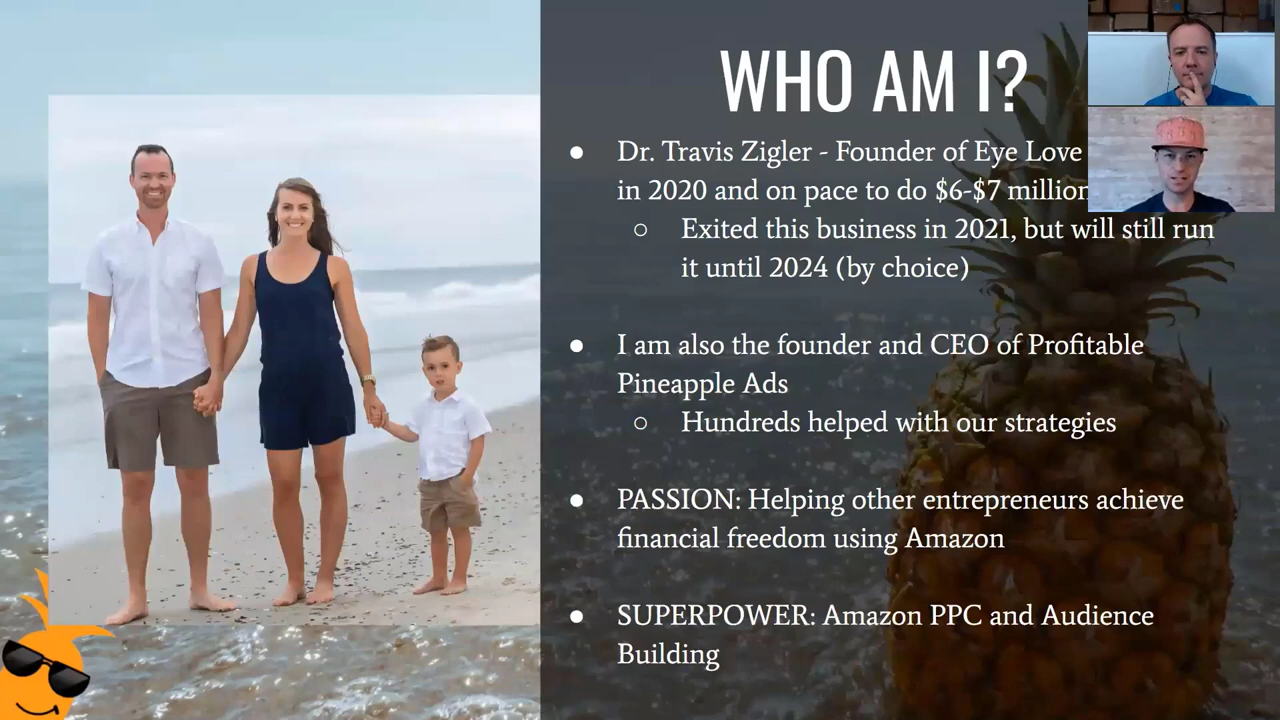 WHO AM I?
● Dr. Travis Zigler - Founder of Eye Love
in 2020 and on pace to do $6-$7 million
○ Exited this business in 2021, but will still run
it until 2024 (by choice)
● I am also the founder and CEO of Profitable
Pineapple Ads
○ Hundreds helped with our strategies
● PASSION: Helping other entrepreneurs achieve
financial freedom using Amazon
● SUPERPOWER: Amazon PPC and Audience
Building